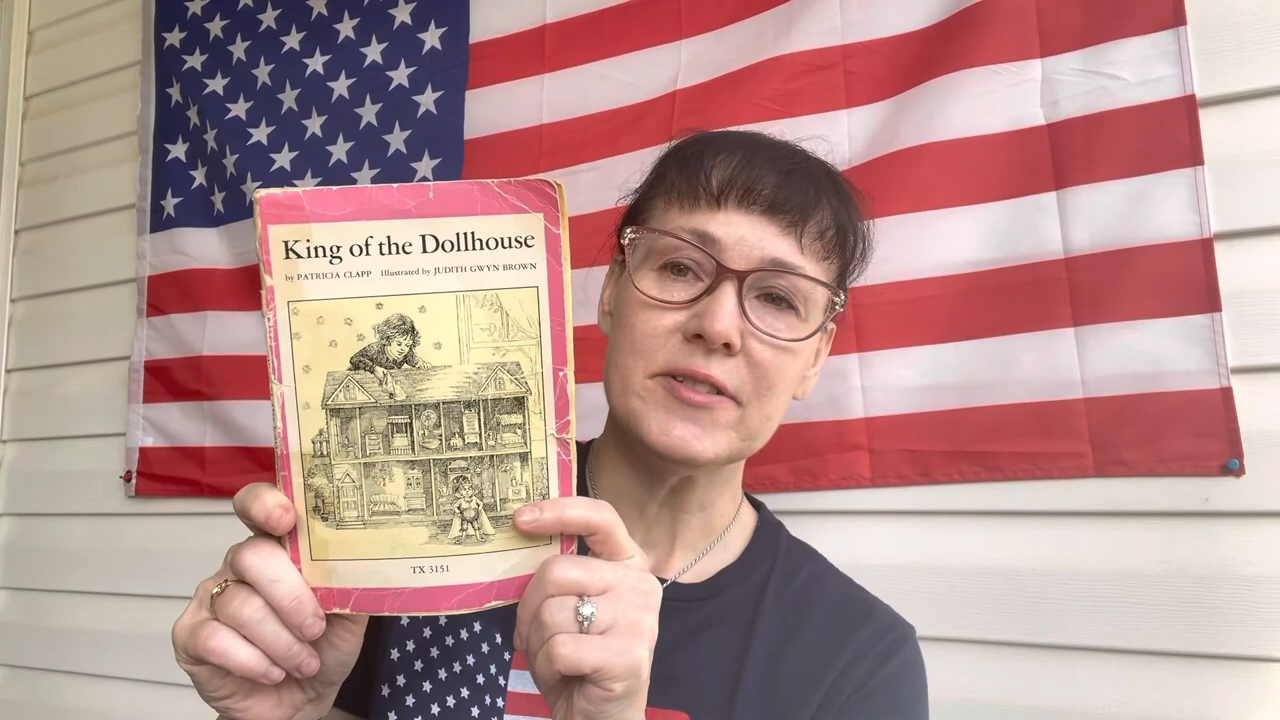 King of the Dollhouse
by PATRICIA CLAPP Illustrated by JUDITH GWYN BROWN
TX 3151